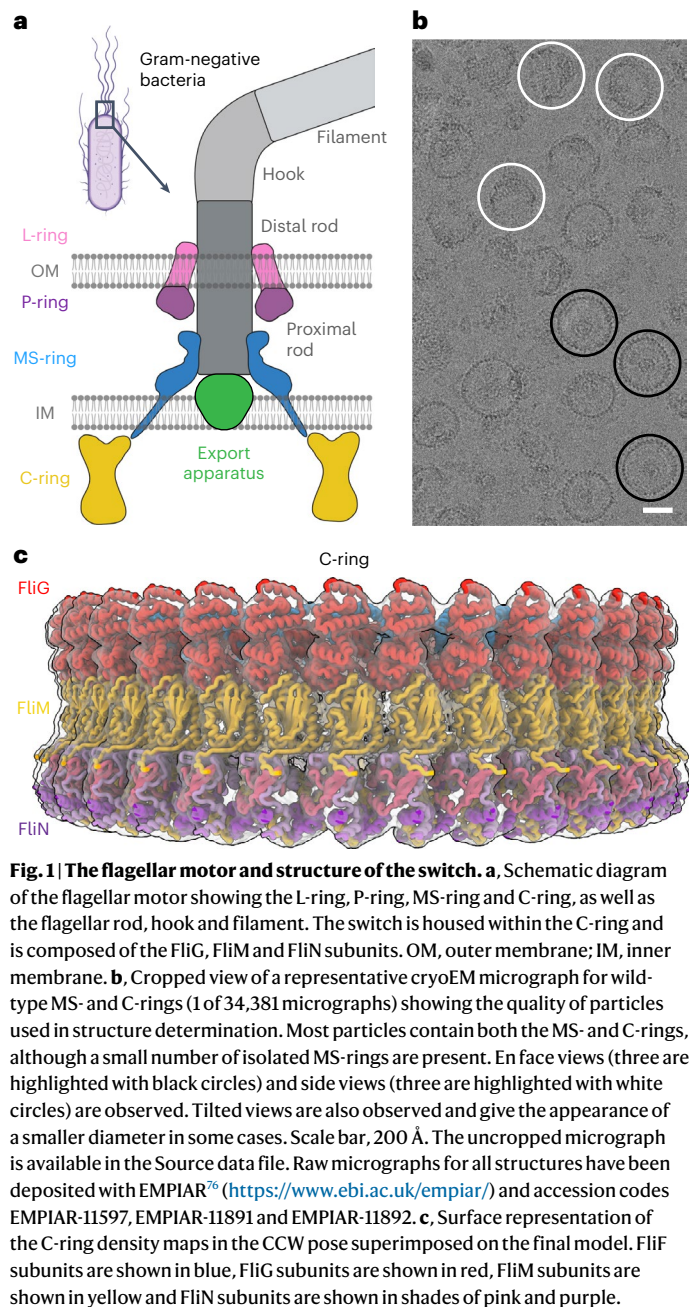 a
Gram-negative
bacteria
Filament
Hook
Distal rod
L-ring
OM
P-ring
Proximal
rod
MS-ring
IM
Export
apparatus
C-ring
b
c
C-ring
FliG
FliM
FliN
Fig. 1 | The flagellar motor and structure of the switch. a, Schematic diagram
of the flagellar motor showing the L-ring, P-ring, MS-ring and C-ring, as well as
the flagellar rod, hook and filament. The switch is housed within the C-ring and
is composed of the FliG, FliM and FliN subunits. OM, outer membrane; IM, inner
membrane. b, Cropped view of a representative cryoEM micrograph for wild-
type MS- and C-rings (1 of 34,381 micrographs) showing the quality of particles
used in structure determination. Most particles contain both the MS- and C-rings,
although a small number of isolated MS-rings are present. En face views (three are
highlighted with black circles) and side views (three are highlighted with white
circles) are observed. Tilted views are also observed and give the appearance of
a smaller diameter in some cases. Scale bar, 200 Å. The uncropped micrograph
is available in the Source data file. Raw micrographs for all structures have been
deposited with EMPIAR76 (https://www.ebi.ac.uk/empiar/) and accession codes
EMPIAR-11597, EMPIAR-11891 and EMPIAR-11892. c, Surface representation of
the C-ring density maps in the CCW pose superimposed on the final model. FliF
subunits are shown in blue, FliG subunits are shown in red, FliM subunits are
shown in yellow and FliN subunits are shown in shades of pink and purple.